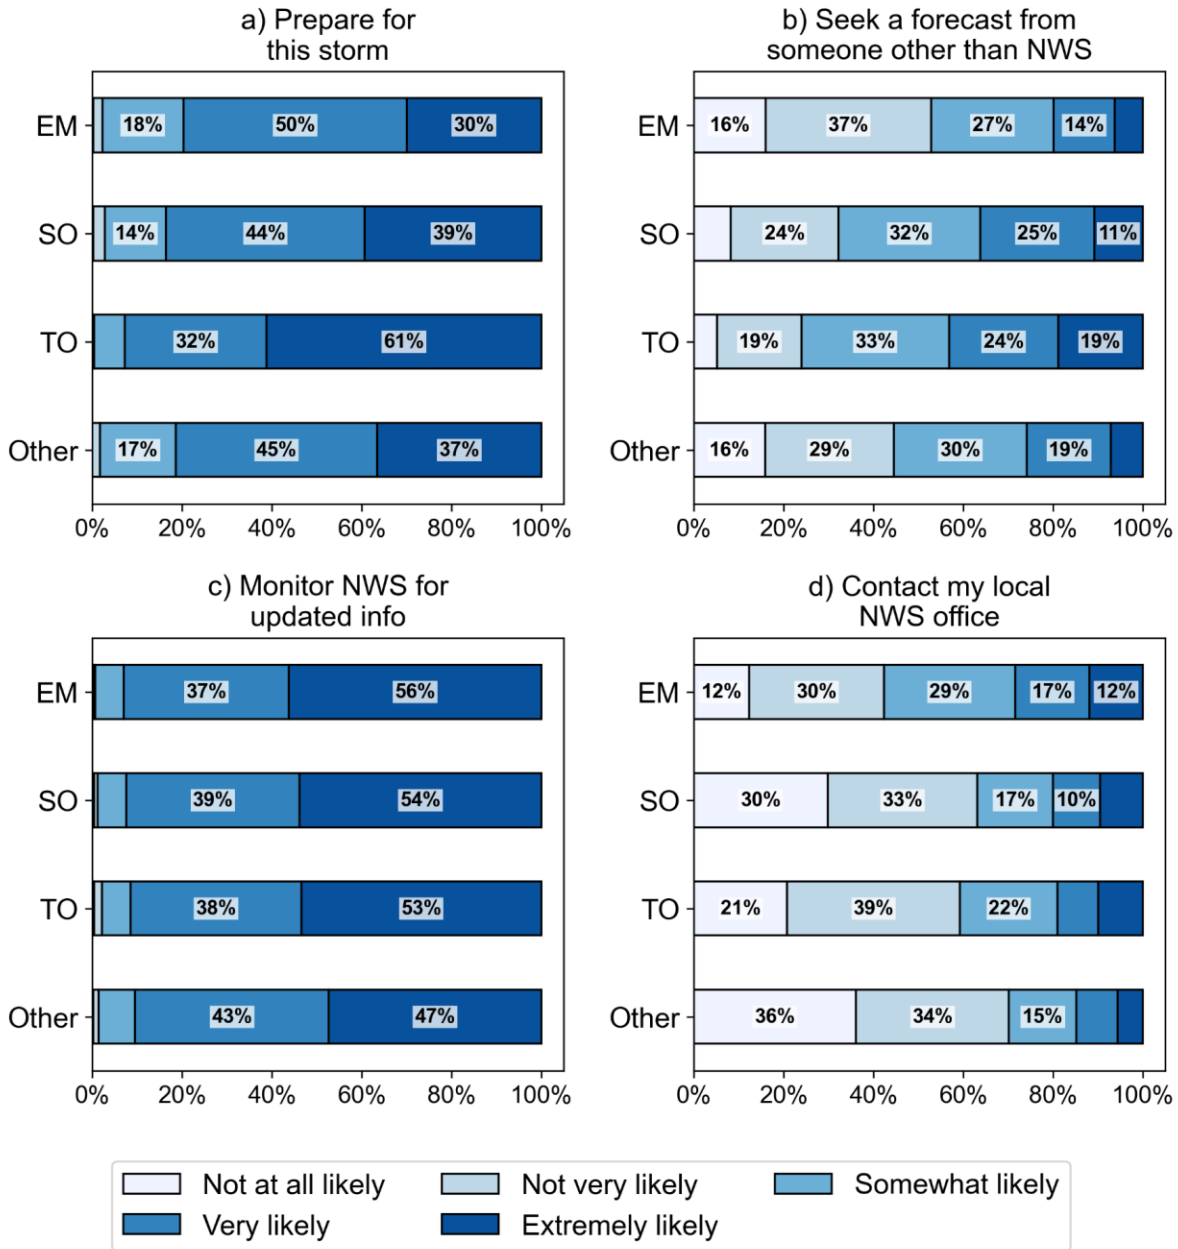 a) Prepare for
this storm
EM 18% 50% 30%
SO 14% 44% 39%
TO 32% 61%
Other 17% 45% 37%
0% 20% 40% 60% 80% 100%
b) Seek a forecast from
someone other than NWS
EM 16% 37% 27% 14%
SO 24% 32% 25% 11%
TO 19% 33% 24% 19%
Other 16% 29% 30% 19%
0% 20% 40% 60% 80% 100%
c) Monitor NWS for
updated info
EM 37% 56%
SO 39% 54%
TO 38% 53%
Other 43% 47%
0% 20% 40% 60% 80% 100%
d) Contact my local
NWS office
EM 12% 30% 29% 17% 12%
SO 30% 33% 17% 10%
TO 21% 39% 22%
Other 36% 34% 15%
0% 20% 40% 60% 80% 100%
Not at all likely Not very likely Somewhat likely
Very likely Extremely likely